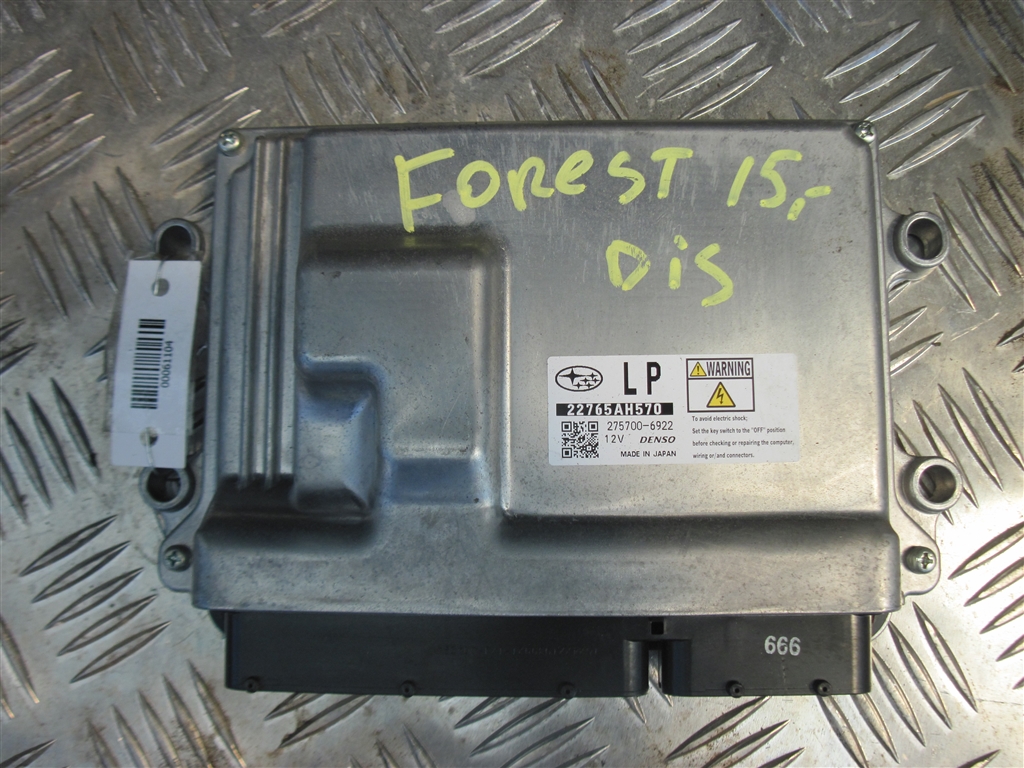 FOREST 15,-
DiS
00061104
LP
22765AH570
275700-6922
12V DENSO
MADE IN JAPAN
WARNING
To avoid electric shock;
Set the key switch to the "OFF" position
before checking or repairing the computer,
wiring or/and connectors.
666